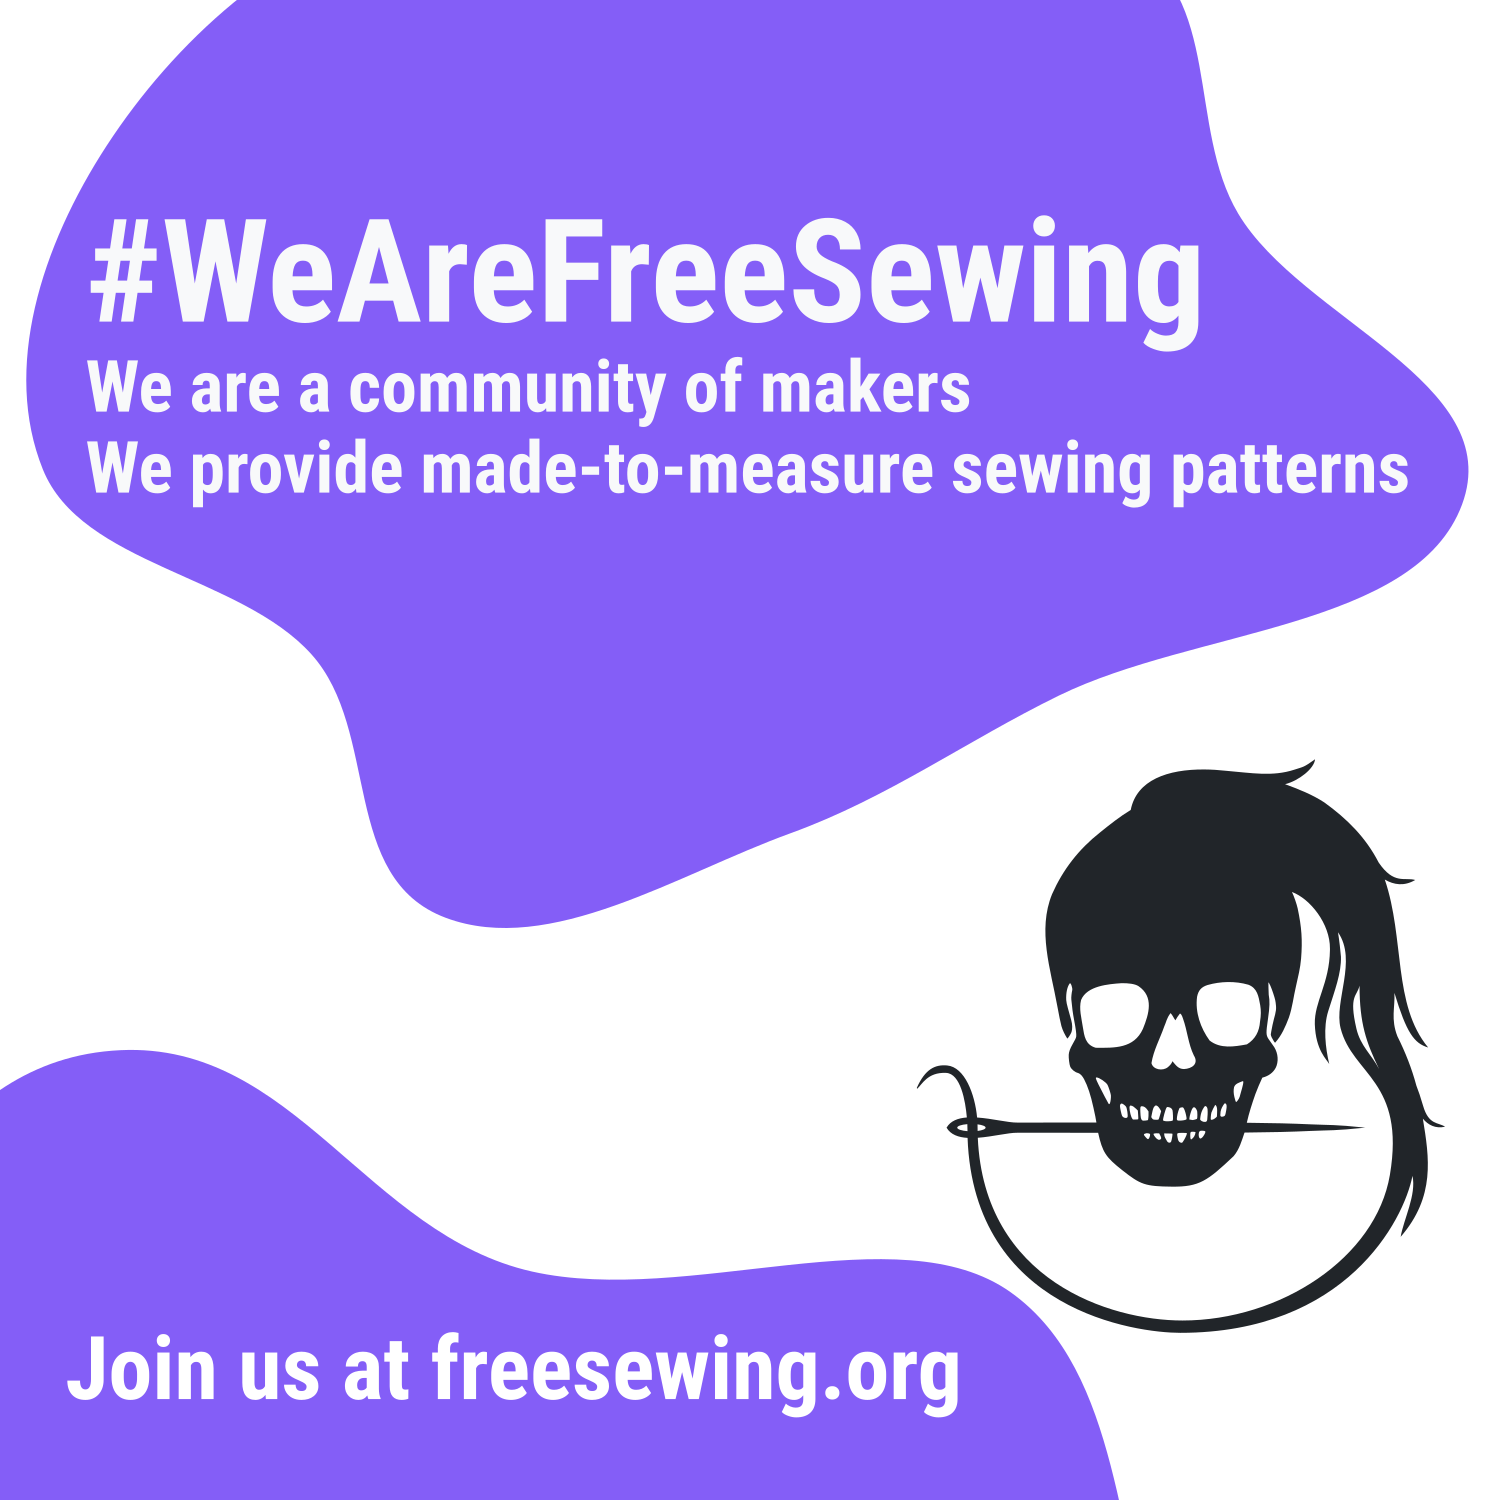 #WeAreFreeSewing
We are a community of makers
We provide made-to-measure sewing patterns
Join us at freesewing.org